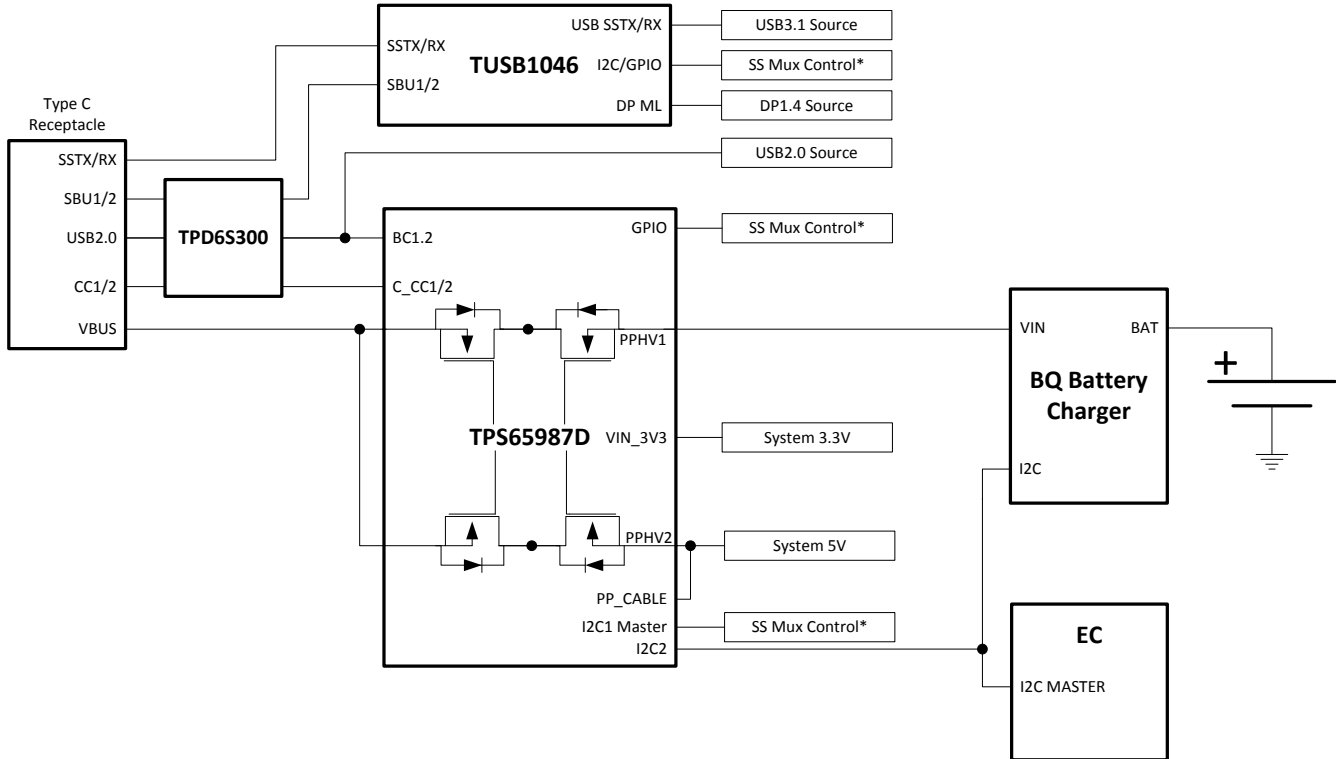 USB SSTX/RX
USB3.1 Source
SSTX/RX
TUSB1046
I2C/GPIO
SS Mux Control*
SBU1/2
DP ML
DP1.4 Source
Type C
Receptacle
SSTX/RX
USB2.0 Source
SBU1/2
TPD6S300
USB2.0
BC1.2
GPIO
SS Mux Control*
CC1/2
C_CC1/2
VBUS
PPHV1
VIN
BAT
BQ Battery
Charger
+
TPS65987D
VIN_3V3
System 3.3V
I2C
PPHV2
System 5V
PP_CABLE
I2C1 Master
SS Mux Control*
I2C2
EC
I2C MASTER